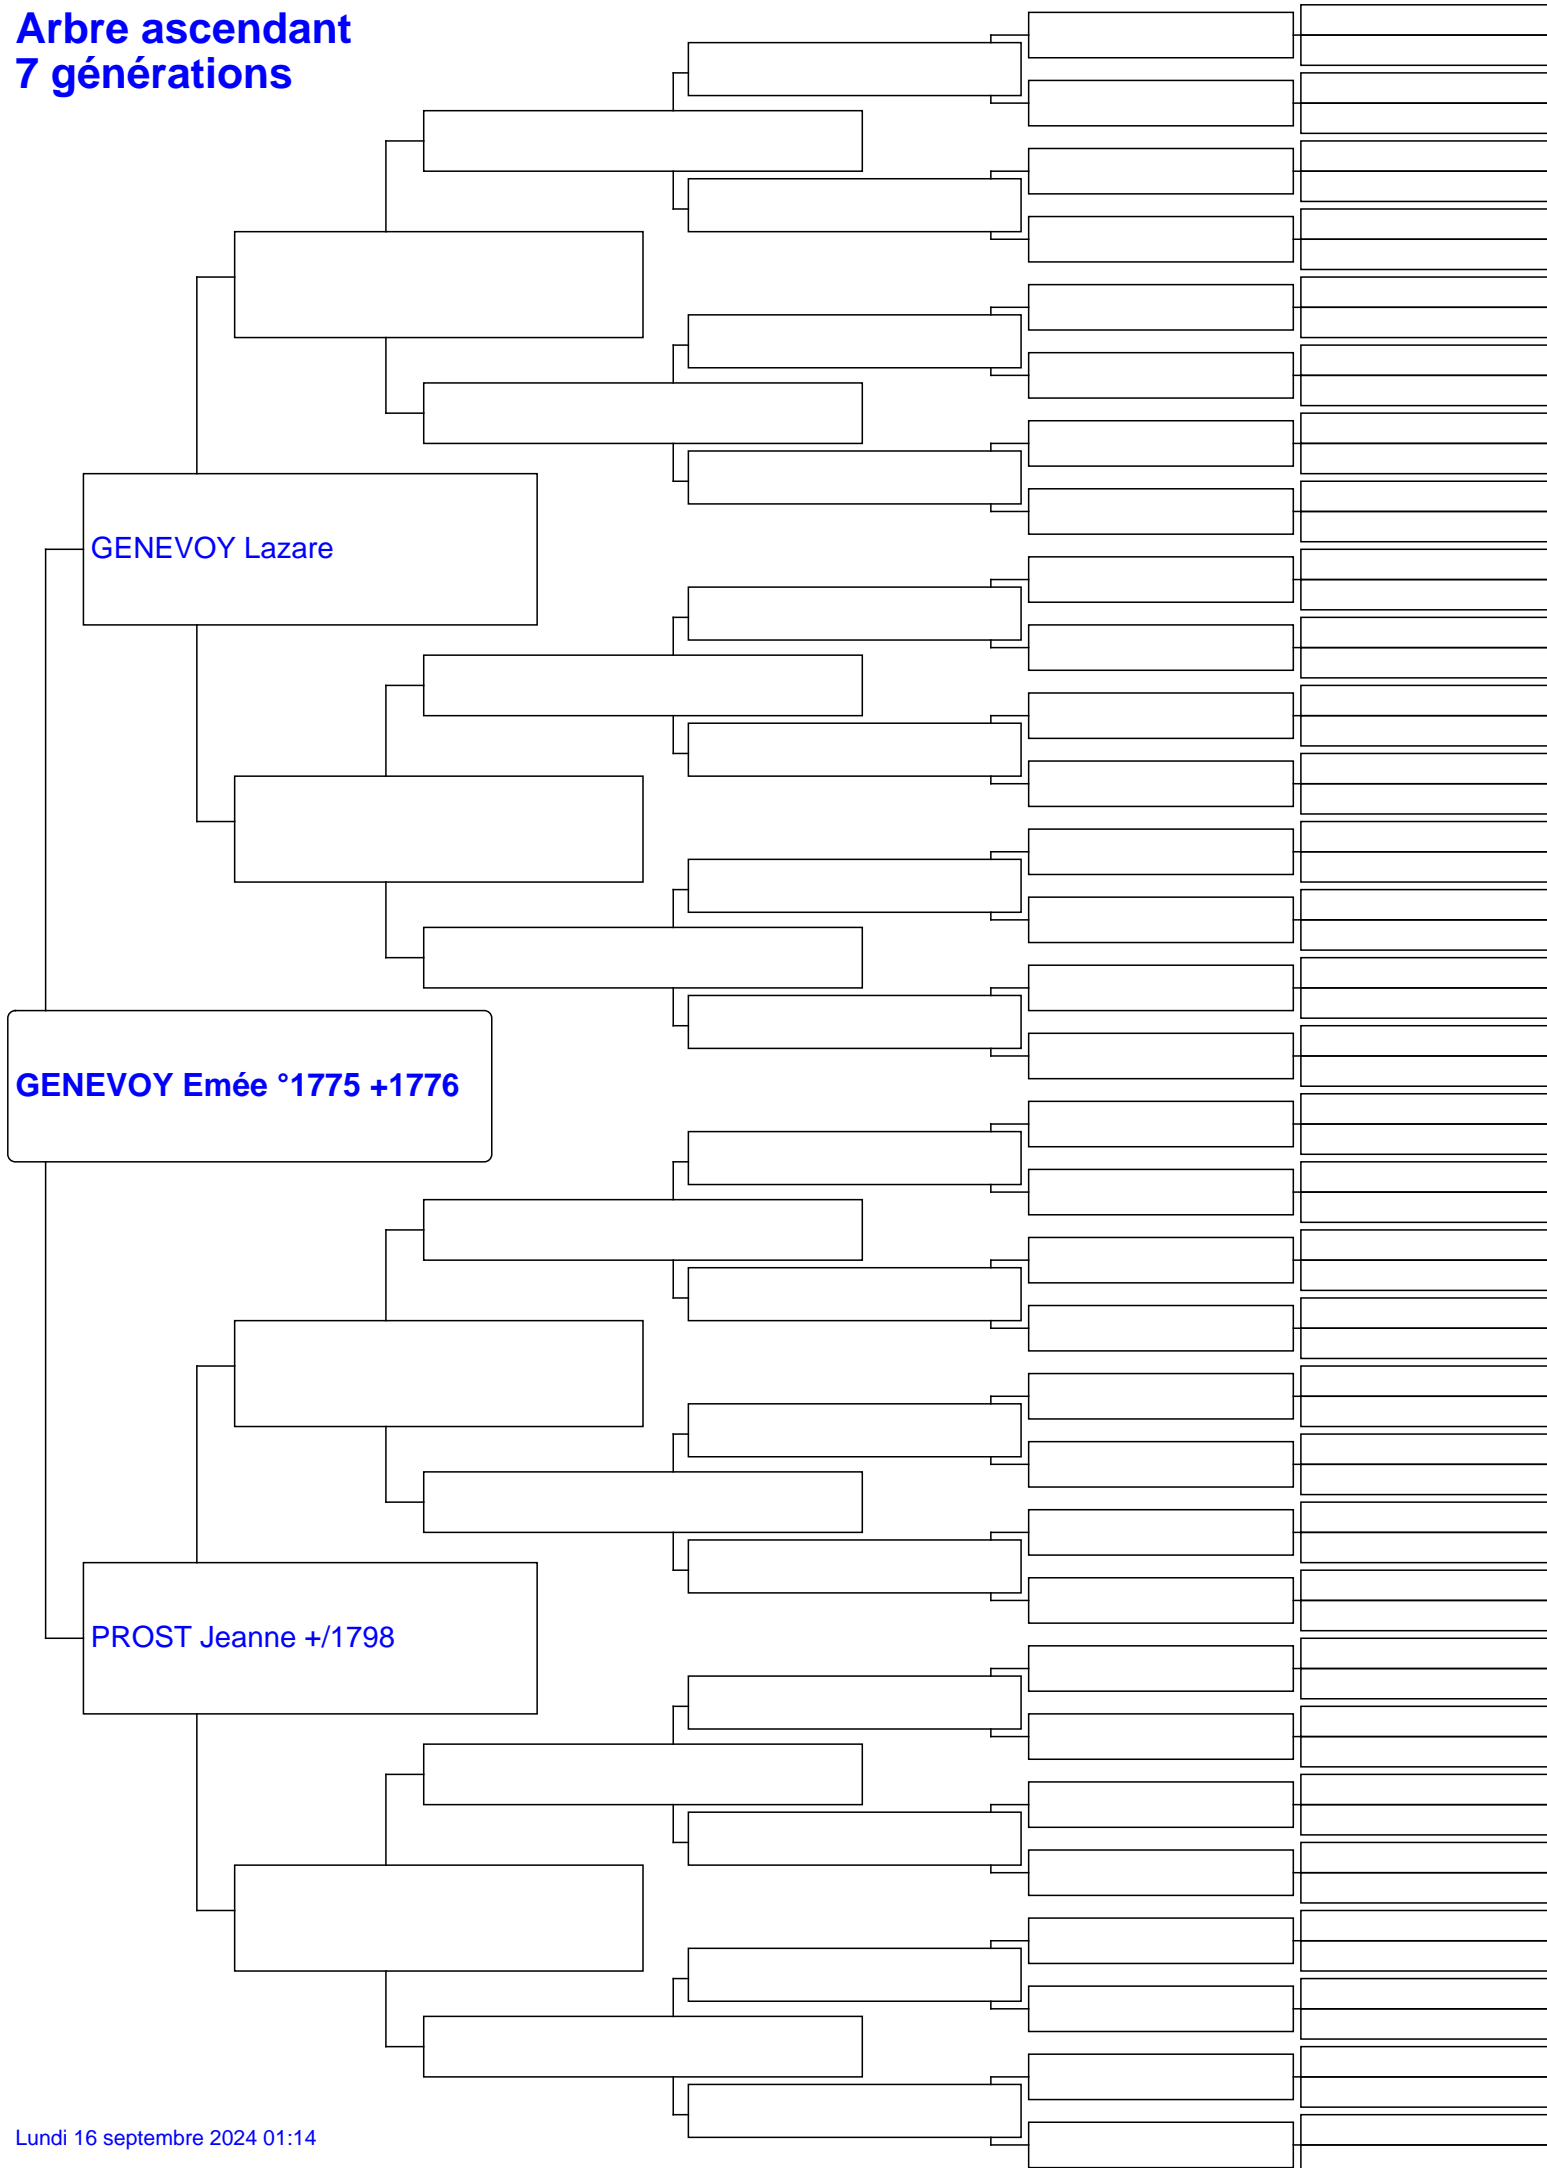 Arbre ascendant
7 générations
GENEVOY Lazare
GENEVOY Emée °1775 +1776
PROST Jeanne +/1798
Lundi 16 septembre 2024 01:14